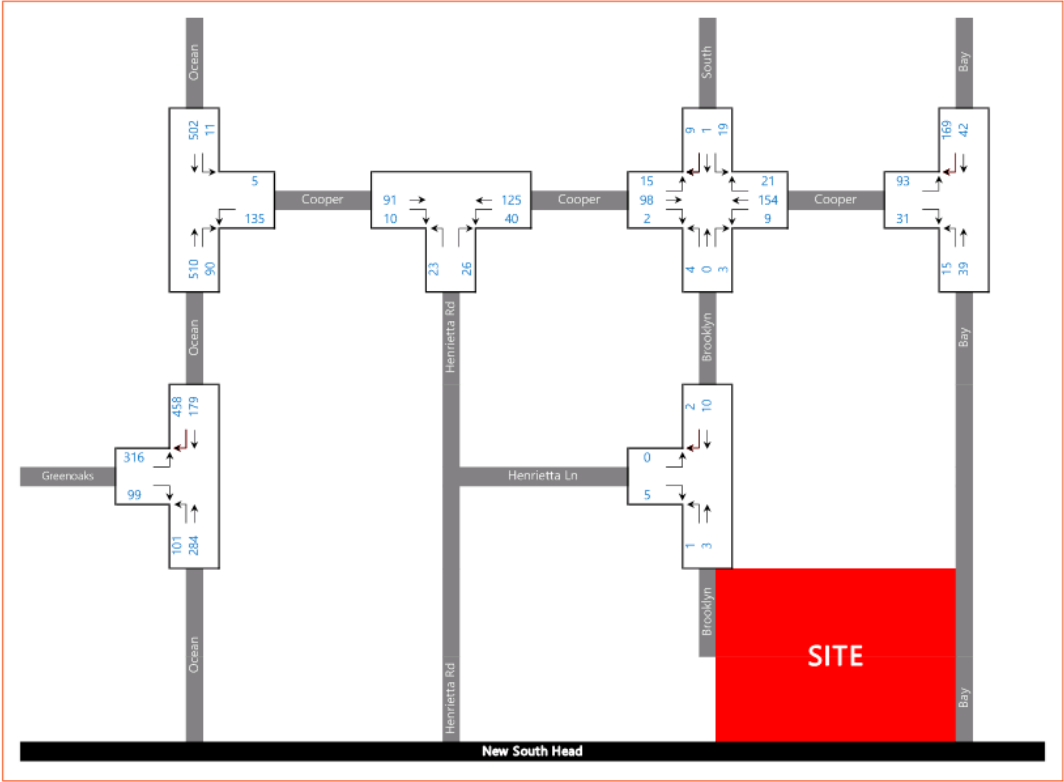 Ocean
South
Bay
502
11
9
1
19
169
42
5
135
Cooper
91
10
125
40
Cooper
15
98
2
21
154
9
Cooper
93
31
510
90
23
26
4
0
3
15
39
Ocean
Henrietta Rd
Brooklyn
Bay
458
179
2
10
316
99
Greenoaks
Henrietta Ln
0
5
101
284
1
3
Ocean
Henrietta Rd
Brooklyn
SITE
Bay
New South Head